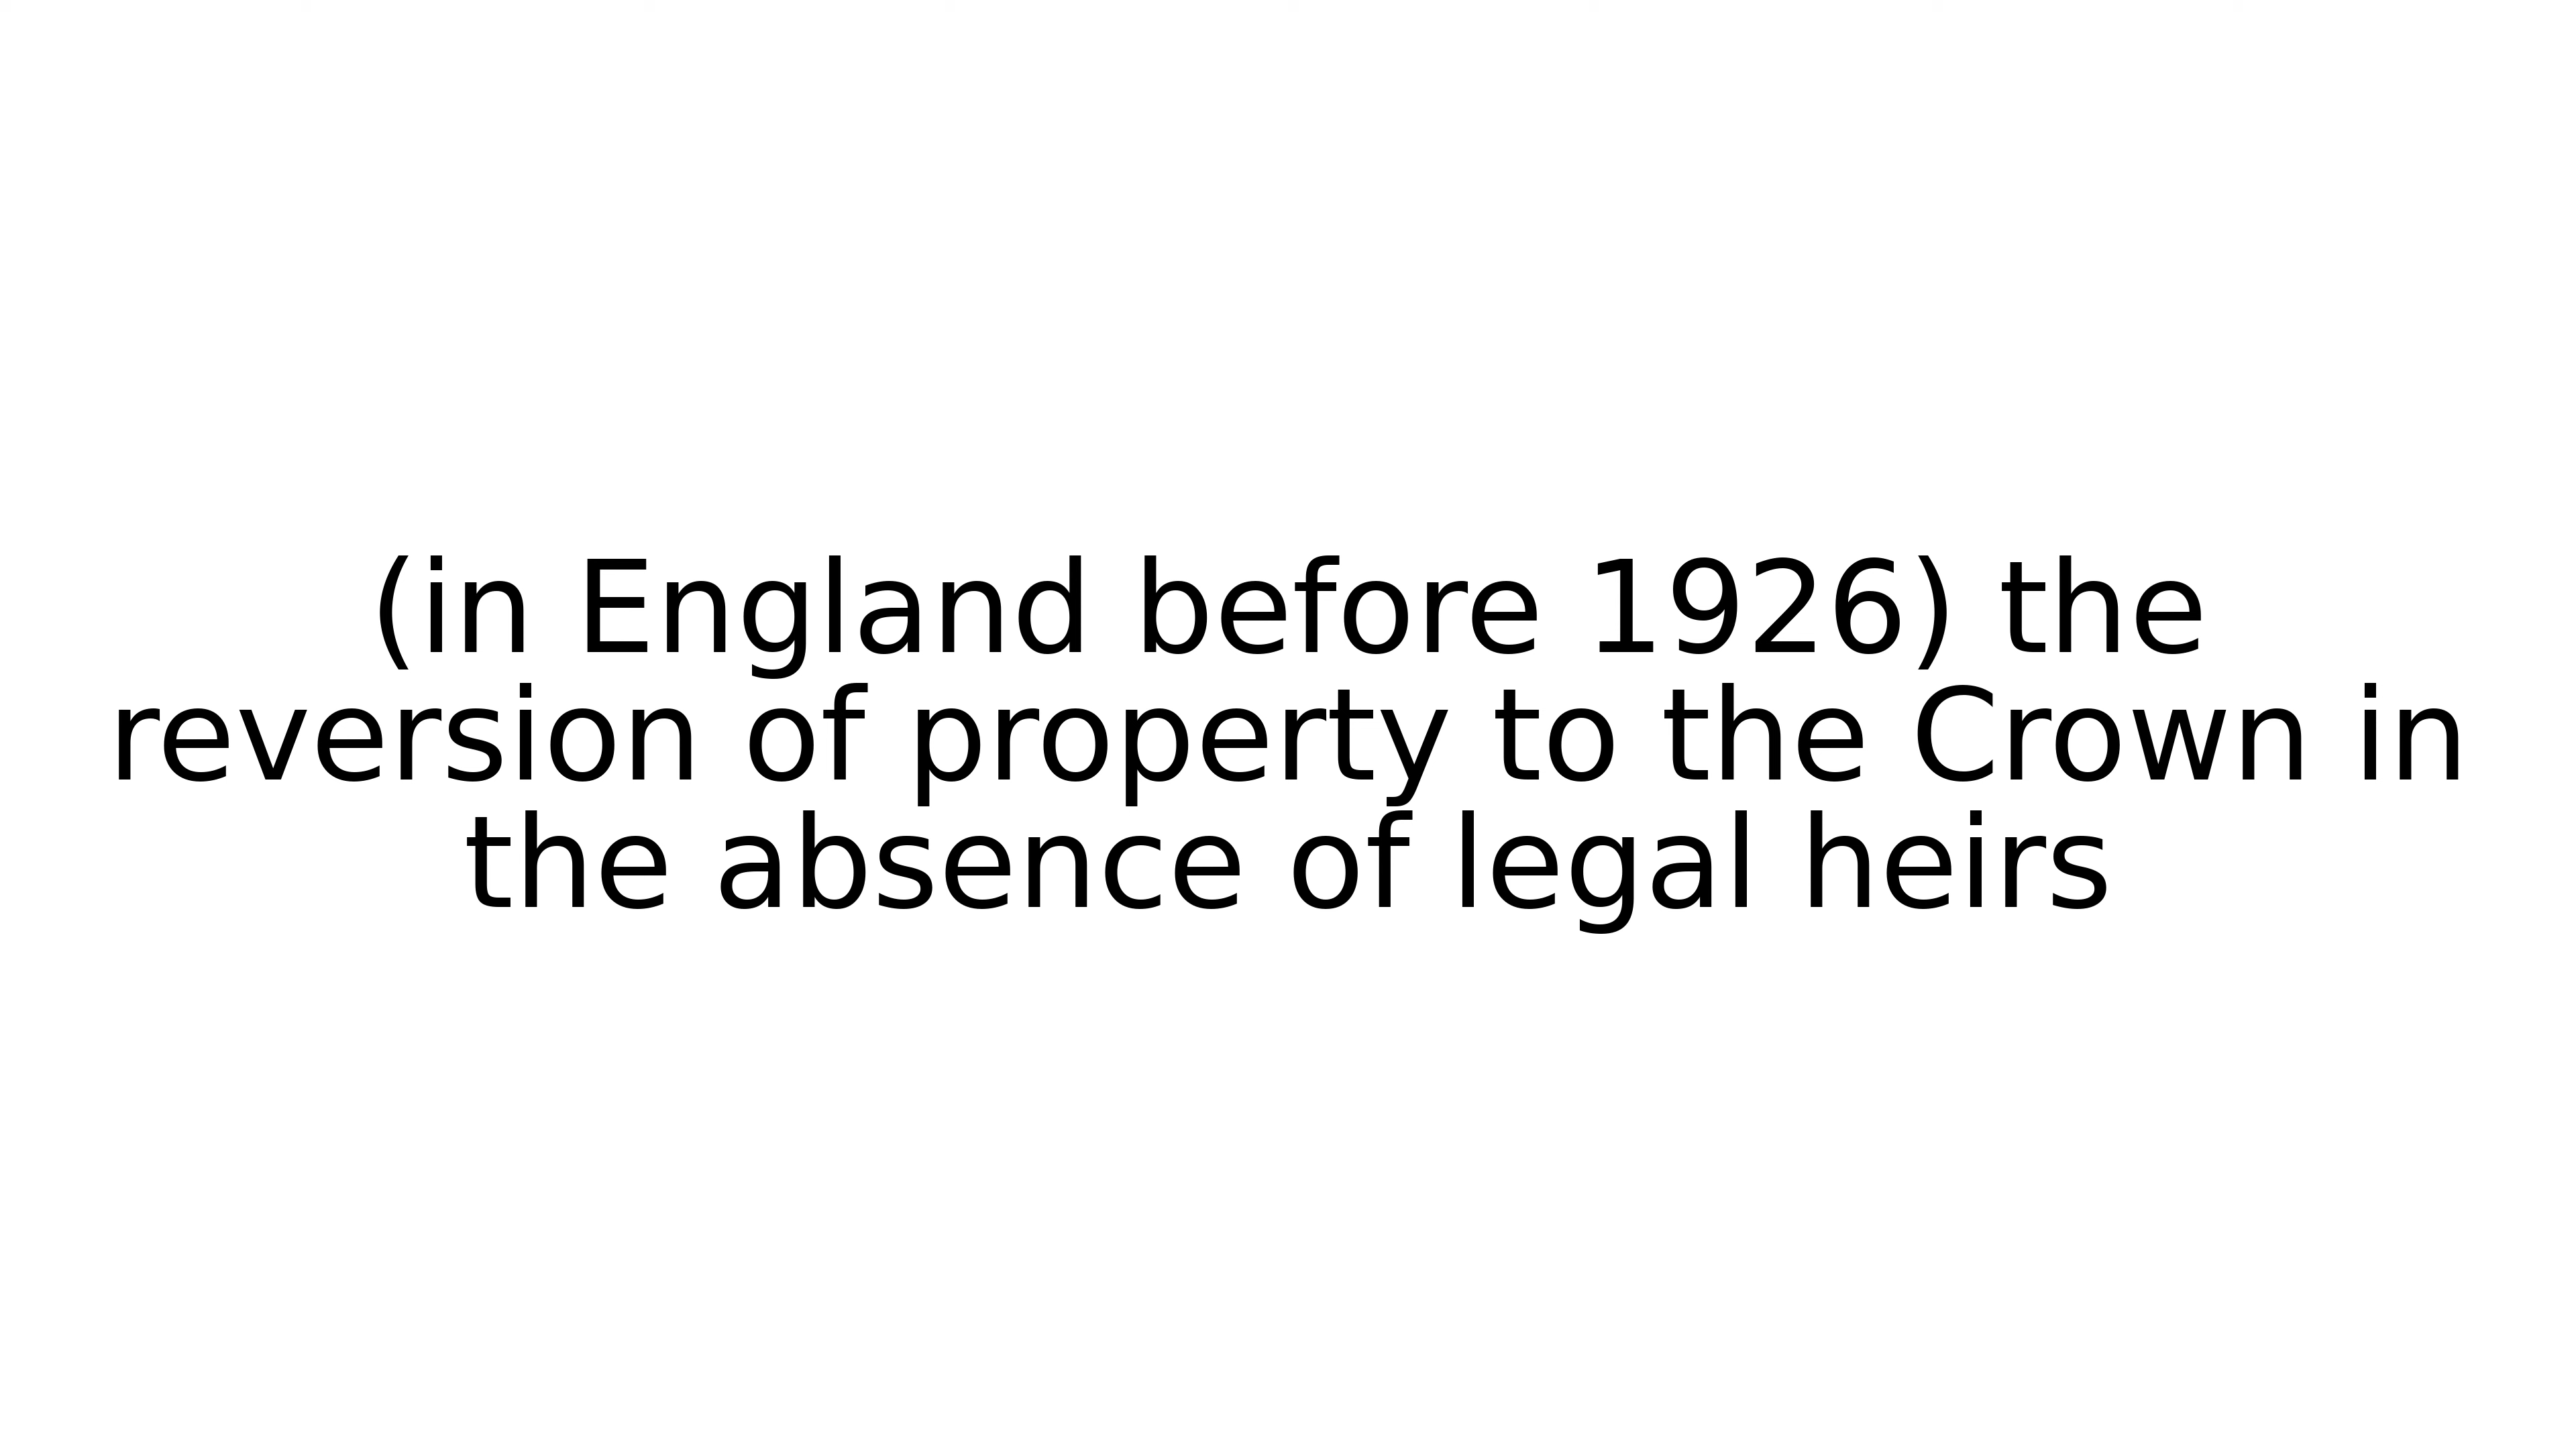 (in England before 1926) the
reversion of property to the Crown in
the absence of legal heirs